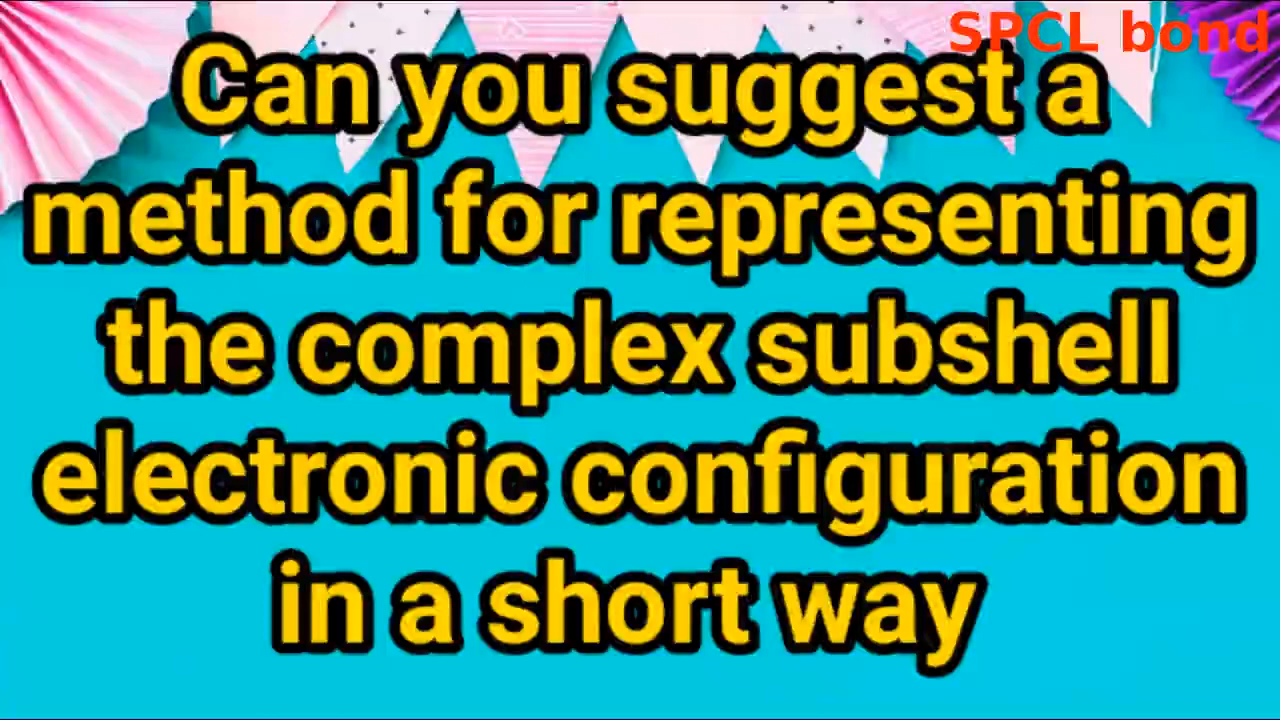 SPCL bond
Can you suggest a
method for representing
the complex subshell
electronic configuration
in a short way